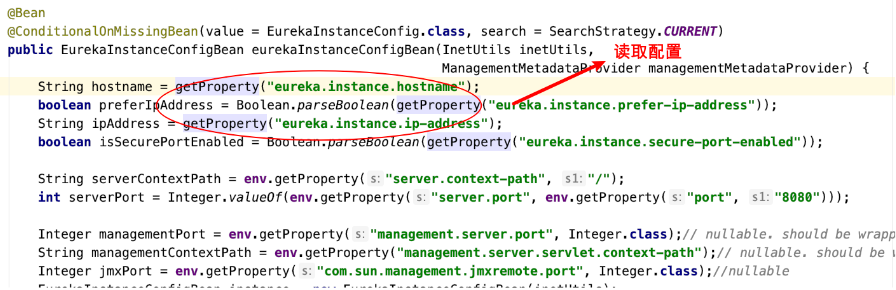 @Bean
@ConditionalOnMissingBean(value = EurekaInstanceConfig.class, search = SearchStrategy.CURRENT)
public EurekaInstanceConfigBean eurekaInstanceConfigBean(InetUtils inetUtils,
读取配置
ManagementMetadataProvider managementMetadataProvider) {
String hostname = getProperty("eureka.instance.hostname");
boolean preferIpAddress = Boolean.parseBoolean(getProperty("eureka.instance.prefer-ip-address"));
String ipAddress = getProperty("eureka.instance.ip-address");
boolean isSecurePortEnabled = Boolean.parseBoolean(getProperty("eureka.instance.secure-port-enabled"));
String serverContextPath = env.getProperty( s: "server.context-path", s1: "/");
int serverPort = Integer.valueOf(env.getProperty( s: "server.port", env.getProperty( s: "port", s1: "8080")));
Integer managementPort = env.getProperty( s: "management.server.port", Integer.class);// nullable. should be wrapp
String managementContextPath = env.getProperty("management.server.servlet.context-path");// nullable. should be w
Integer jmxPort = env.getProperty( s: "com.sun.management.jmxremote.port", Integer.class);//nullable
EurekaInstanceConfigBean instance = new EurekaInstanceConfigBean(inetUtils);